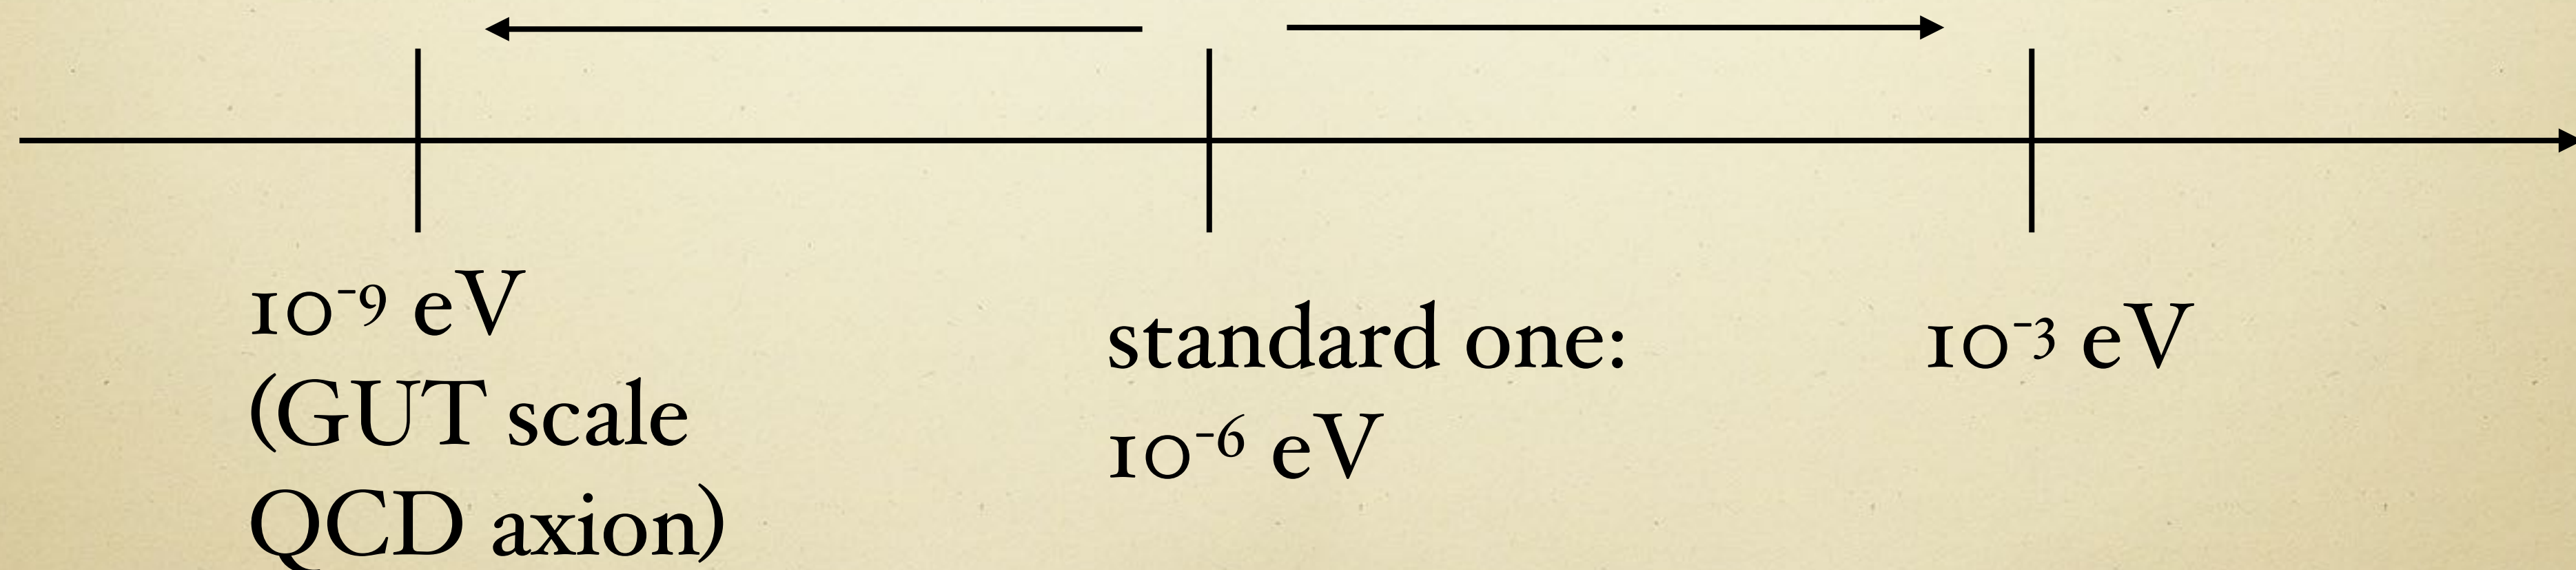 10⁻⁹ eV
(GUT scale
QCD axion)
standard one:
10⁻⁶ eV
10⁻³ eV